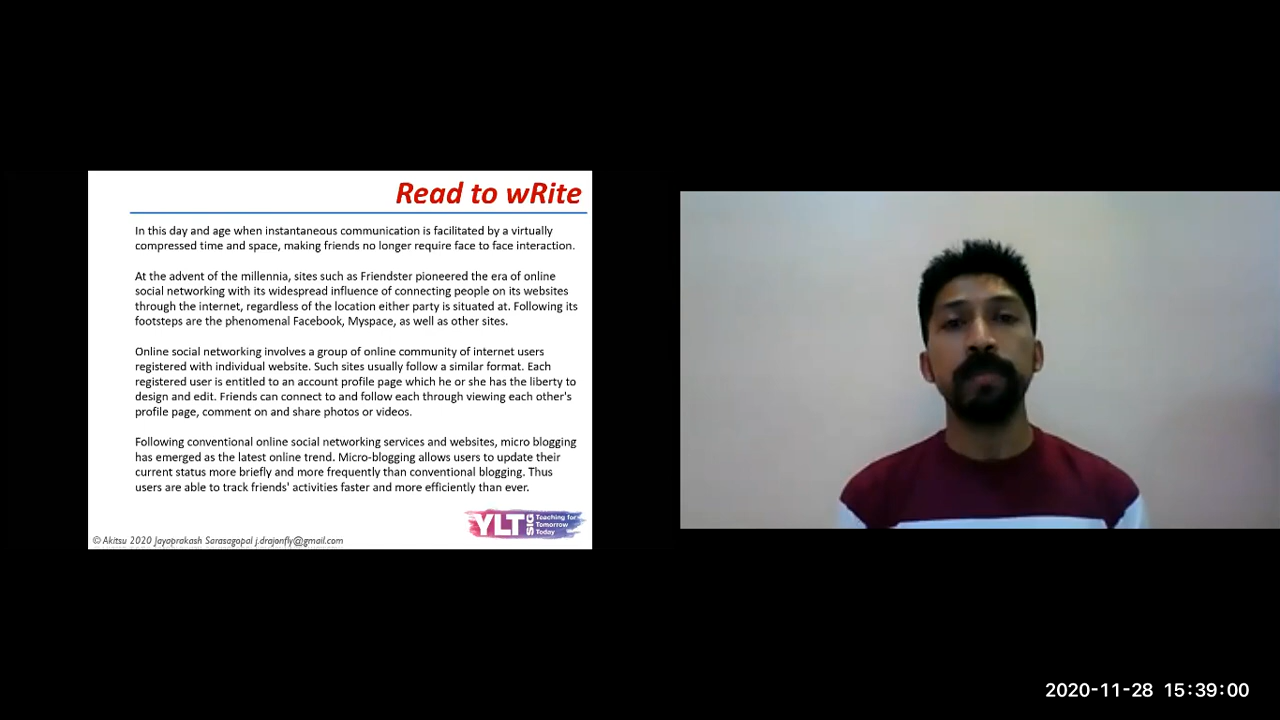 Read to wRite
In this day and age when instantaneous communication is facilitated by a virtually
compressed time and space, making friends no longer require face to face interaction.
At the advent of the millennia, sites such as Friendster pioneered the era of online
social networking with its widespread influence of connecting people on its websites
through the internet, regardless of the location either party is situated at. Following its
footsteps are the phenomenal Facebook, Myspace, as well as other sites.
Online social networking involves a group of online community of internet users
registered with individual website. Such sites usually follow a similar format. Each
registered user is entitled to an account profile page which he or she has the liberty to
design and edit. Friends can connect to and follow each through viewing each other's
profile page, comment on and share photos or videos.
Following conventional online social networking services and websites, micro blogging
has emerged as the latest online trend. Micro-blogging allows users to update their
current status more briefly and more frequently than conventional blogging. Thus
users are able to track friends' activities faster and more efficiently than ever.
YLT SIG Teaching for
Tomorrow
Today
© Akitsu 2020 Jayaprakash Sarasagopal j.drajonfly@gmail.com
2020-11-28 15:39:00